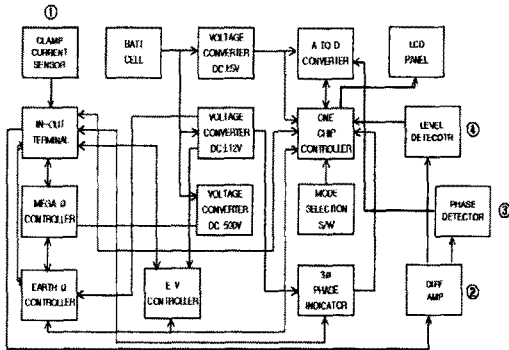 ①
CLAMP
CURRENT
SENSOR
BATT
CELL
VOLTAGE
CONVERTER
DC ±5V
A TO D
CONVERTER
LCD
PANEL
IN-OUT
TERMINAL
VOLTAGE
CONVERTER
DC ±12V
ONE
CHIP
CONTROLLER
LEVEL
DETECOTR
④
MEGA Ω
CONTROLLER
VOLTAGE
CONVERTER
DC 500V
MODE
SELECTION
S/W
PHASE
DETECTOR
③
EARTH Ω
CONTROLLER
E V
CONTROLLER
3ø
PHASE
INDICATOR
DIFF
AMP
②